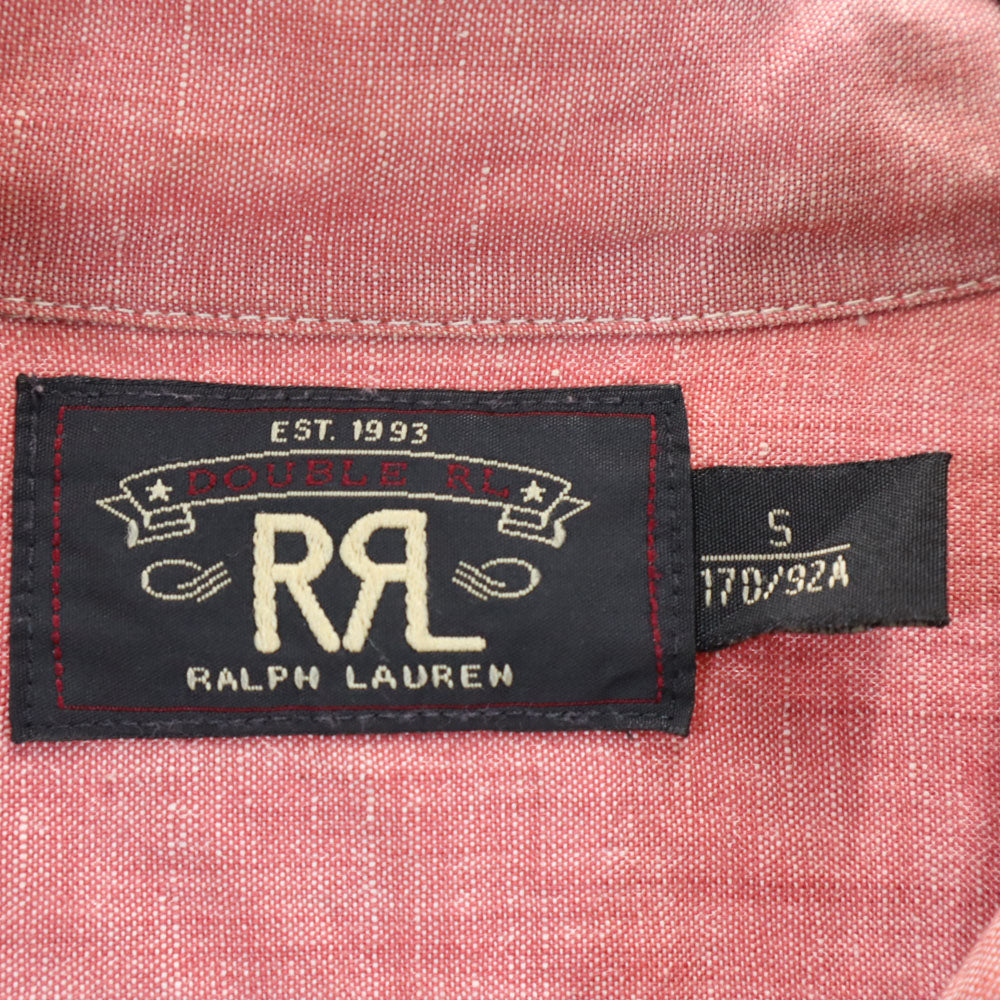 EST. 1993
DOUBLE RL
RRL
RALPH LAUREN
S
170/92A